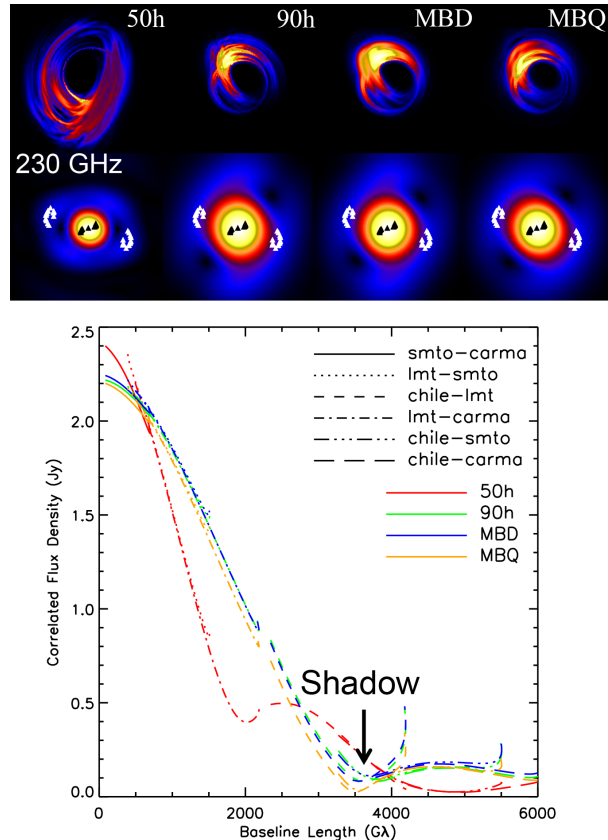 50h 90h MBD MBQ
230 GHz
2.5
2.0
1.5
1.0
0.5
0.0
Correlated Flux Density (Jy)
smto-carma
lmt-smto
chile-lmt
lmt-carma
chile-smto
chile-carma
50h
90h
MBD
MBQ
Shadow
0 2000 4000 6000
Baseline Length (Gλ)